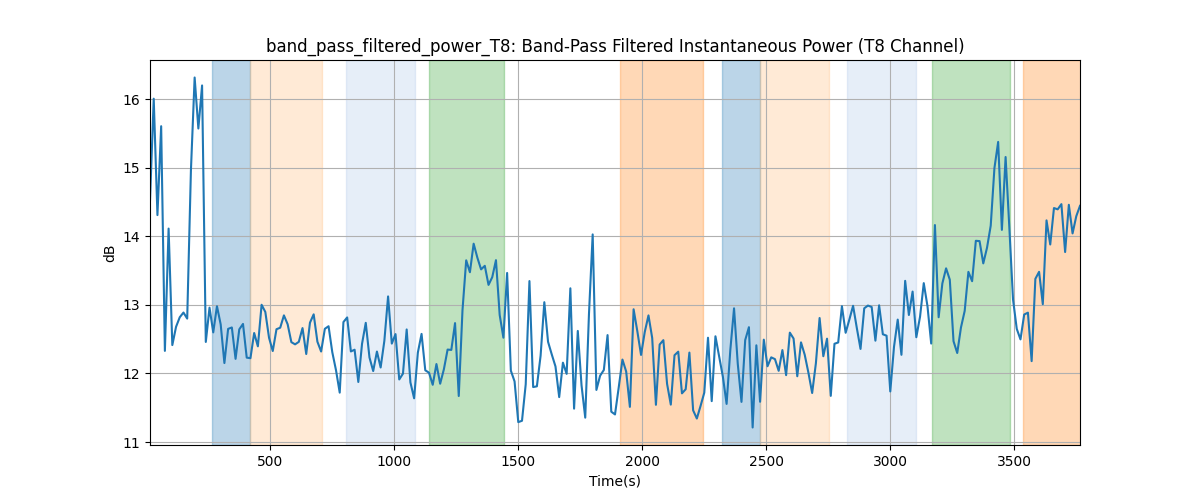 band_pass_filtered_power_T8: Band-Pass Filtered Instantaneous Power (T8 Channel)
dB
16
15
14
13
12
11
500 1000 1500 2000 2500 3000 3500
Time(s)